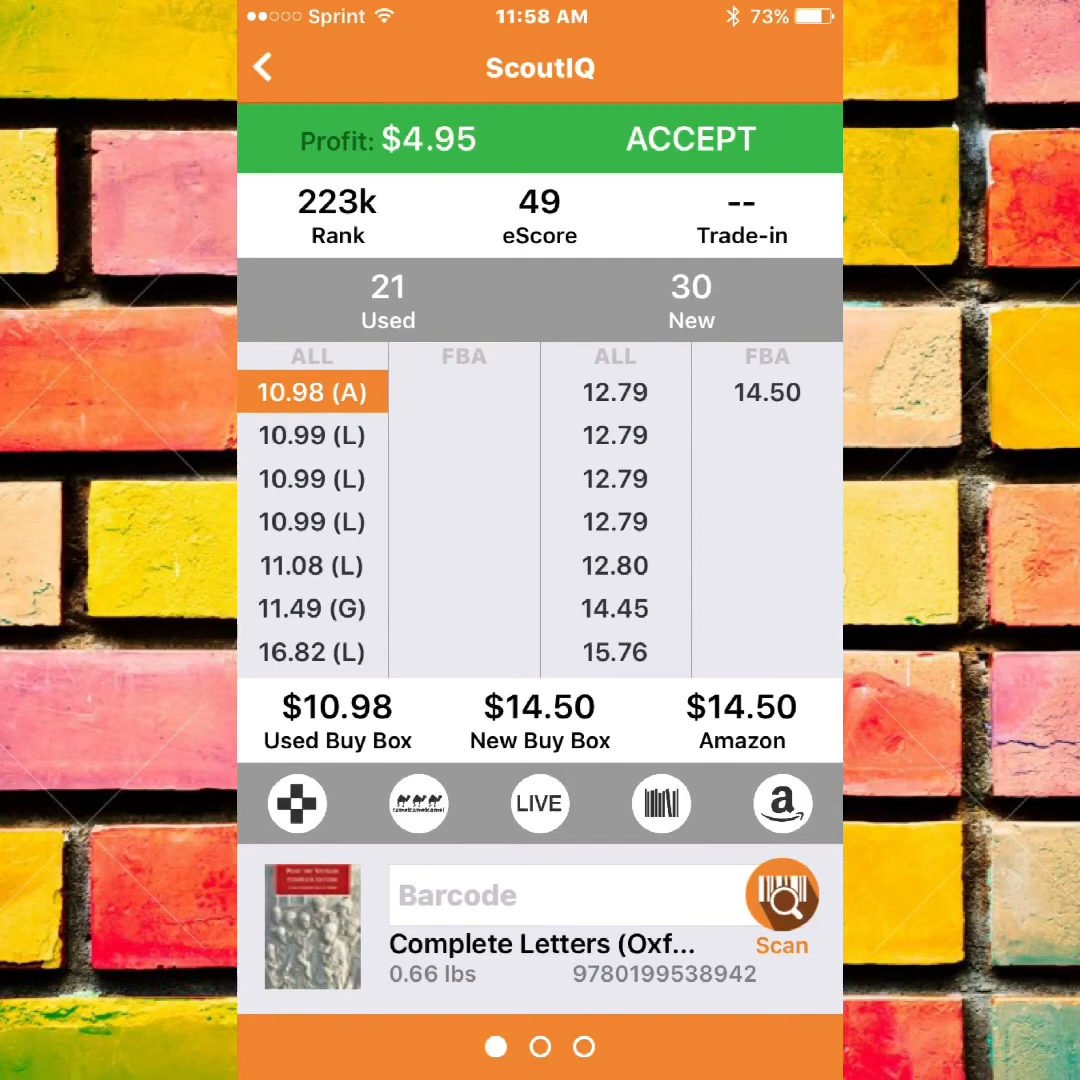 Sprint 11:58 AM 73%
ScoutIQ
Profit: $4.95 ACCEPT
223k 49 --
Rank eScore Trade-in
21 30
Used New
ALL FBA ALL FBA
10.98 (A) 12.79 14.50
10.99 (L) 12.79
10.99 (L) 12.79
10.99 (L) 12.79
11.08 (L) 12.80
11.49 (G) 14.45
16.82 (L) 15.76
$10.98 $14.50 $14.50
Used Buy Box New Buy Box Amazon
LIVE a
Barcode
Complete Letters (Oxf... Scan
0.66 lbs 9780199538942